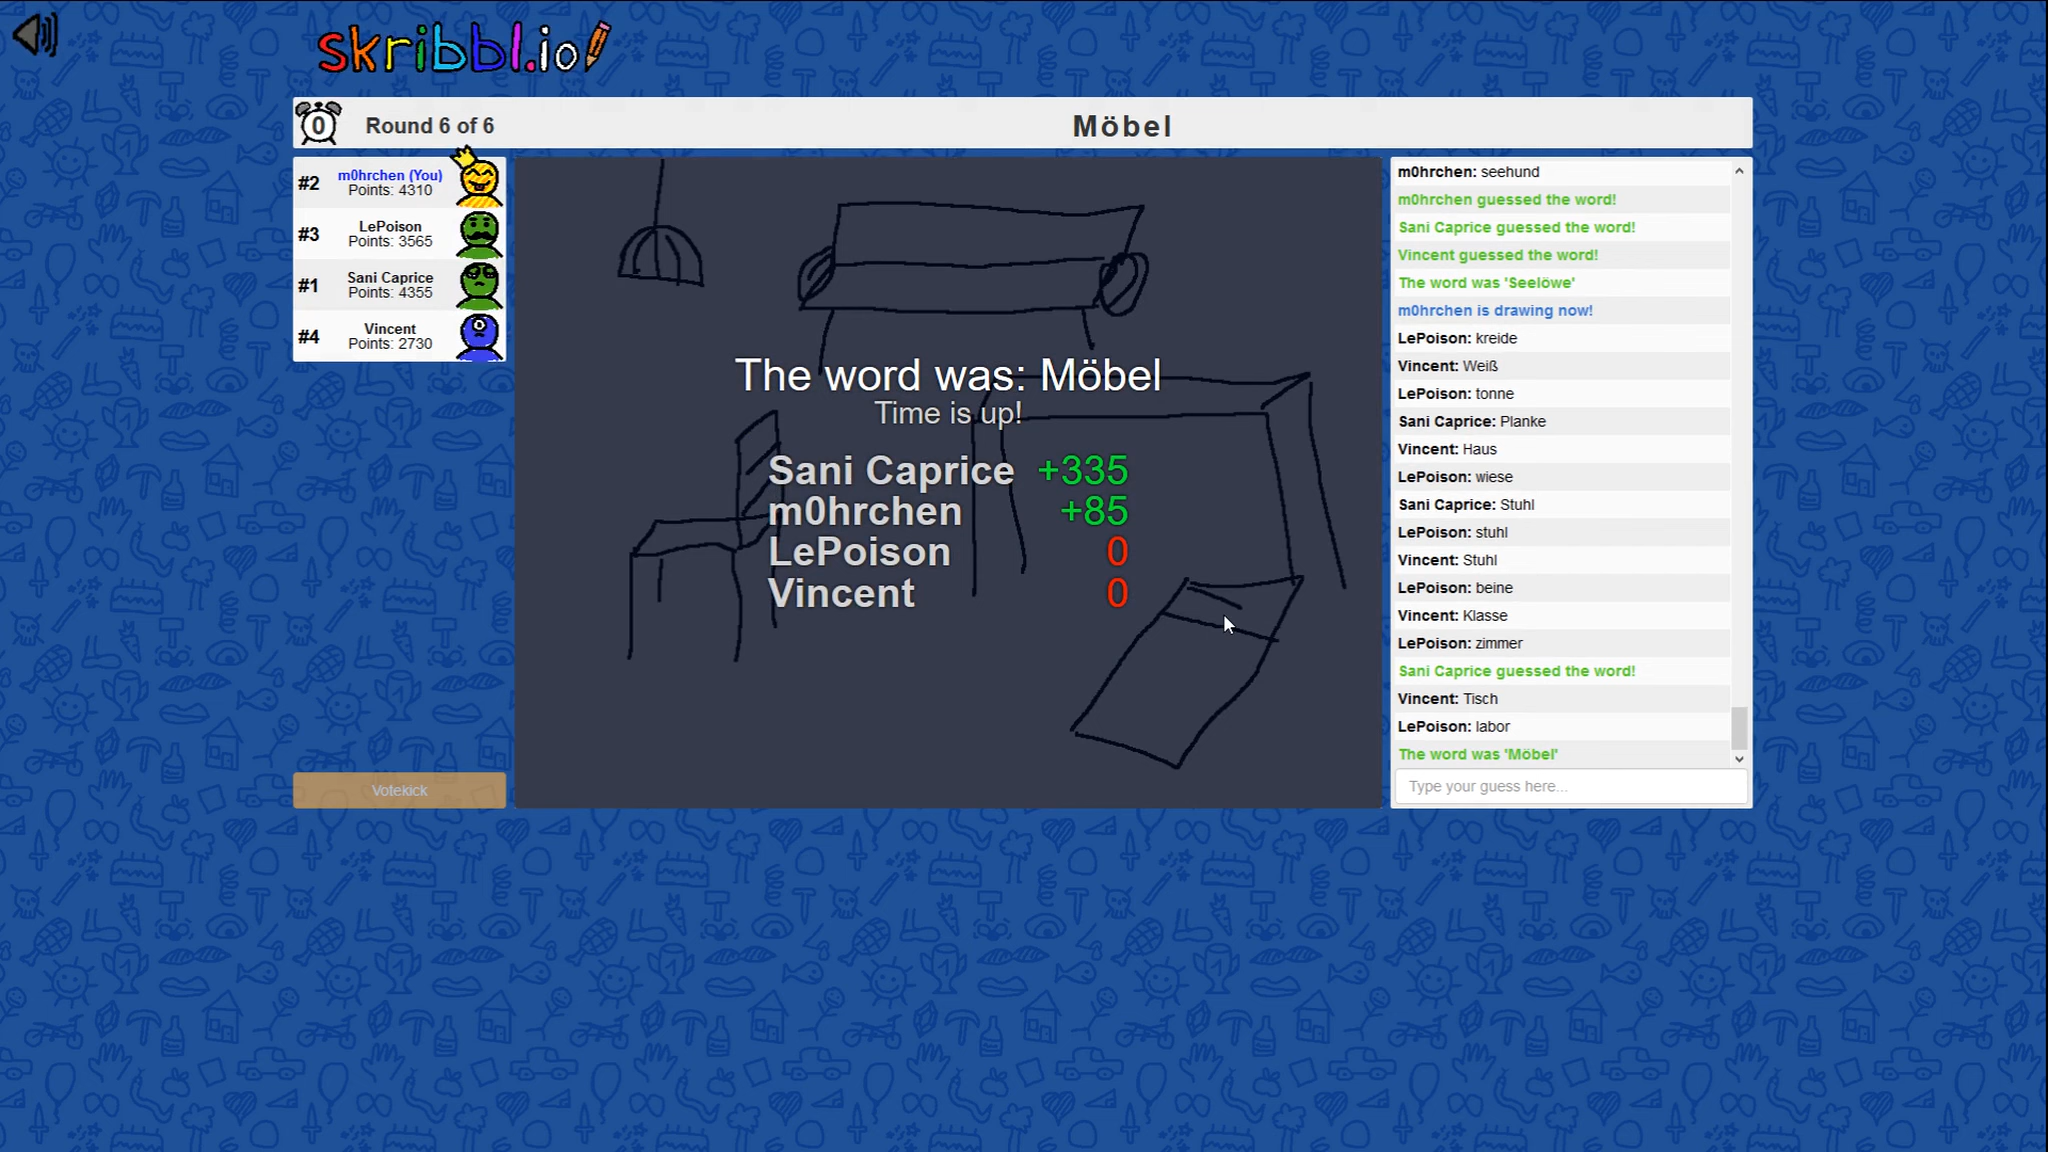 skribbl.io
0
Round 6 of 6
Möbel
#2
m0hrchen (You)
Points: 4310
#3
LePoison
Points: 3565
#1
Sani Caprice
Points: 4355
#4
Vincent
Points: 2730
Votekick
The word was: Möbel
Time is up!
Sani Caprice +335
m0hrchen +85
LePoison 0
Vincent 0
m0hrchen: seehund
m0hrchen guessed the word!
Sani Caprice guessed the word!
Vincent guessed the word!
The word was 'Seelöwe'
m0hrchen is drawing now!
LePoison: kreide
Vincent: Weiß
LePoison: tonne
Sani Caprice: Planke
Vincent: Haus
LePoison: wiese
Sani Caprice: Stuhl
LePoison: stuhl
Vincent: Stuhl
LePoison: beine
Vincent: Klasse
LePoison: zimmer
Sani Caprice guessed the word!
Vincent: Tisch
LePoison: labor
The word was 'Möbel'
Type your guess here...